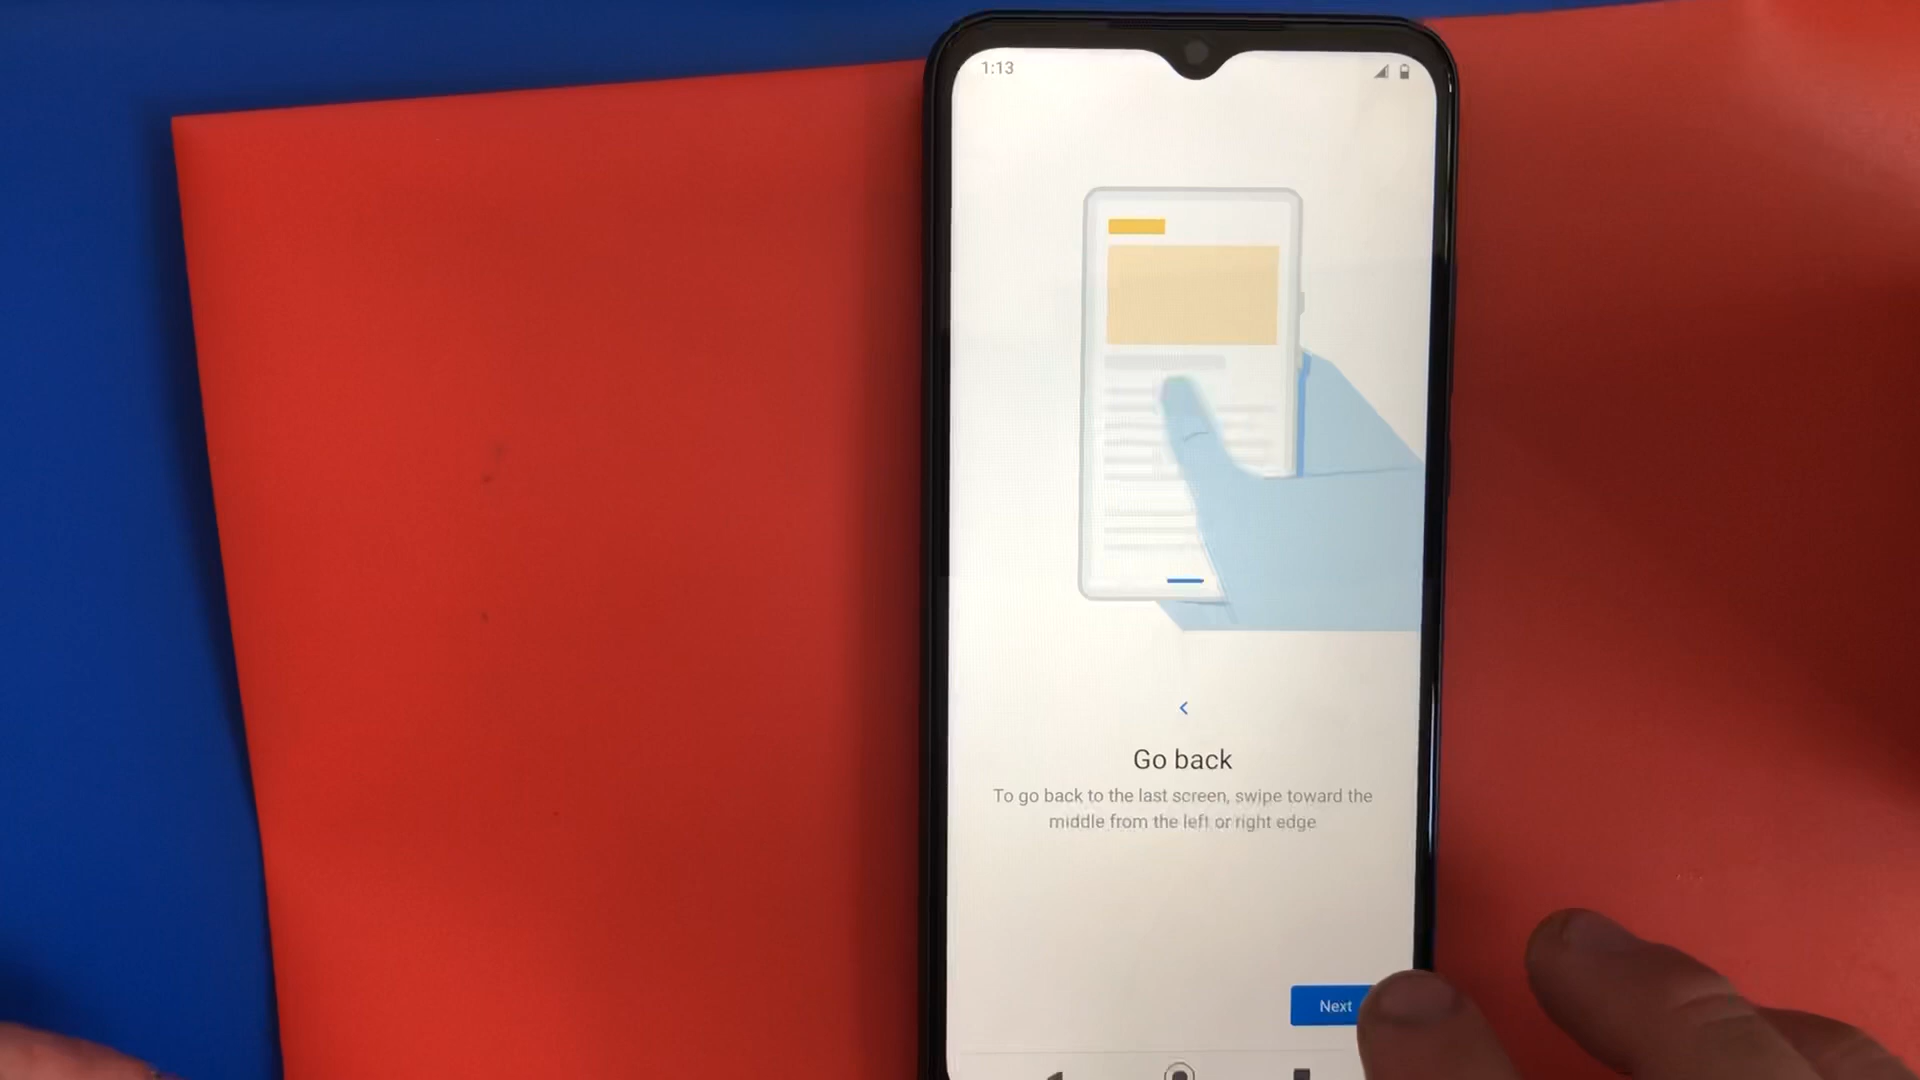 1:13
Go back
To go back to the last screen, swipe toward the
middle from the left or right edge
Next